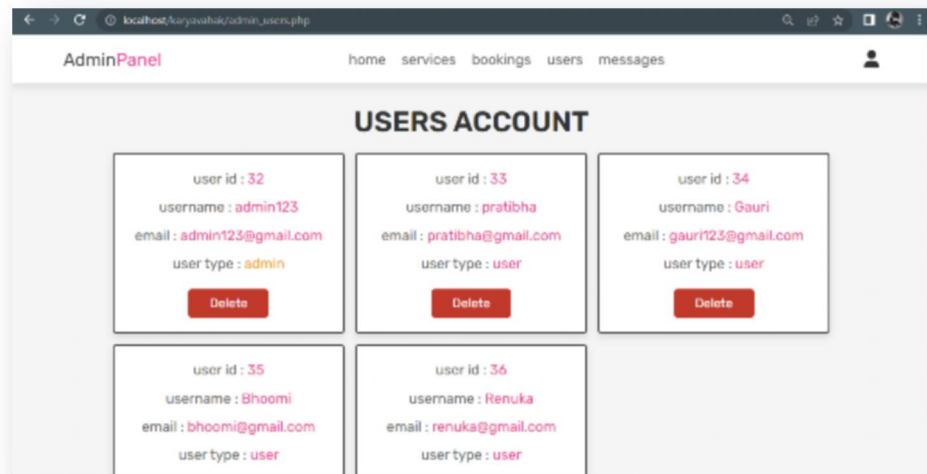 localhost/karyavahak/admin_users.php
AdminPanel home services bookings users messages
USERS ACCOUNT
user id : 32
username : admin123
email : admin123@gmail.com
user type : admin
Delete
user id : 33
username : pratibha
email : pratibha@gmail.com
user type : user
Delete
user id : 34
username : Gauri
email : gauri123@gmail.com
user type : user
Delete
user id : 35
username : Bhoomi
email : bhoomi@gmail.com
user type : user
user id : 36
username : Renuka
email : renuka@gmail.com
user type : user